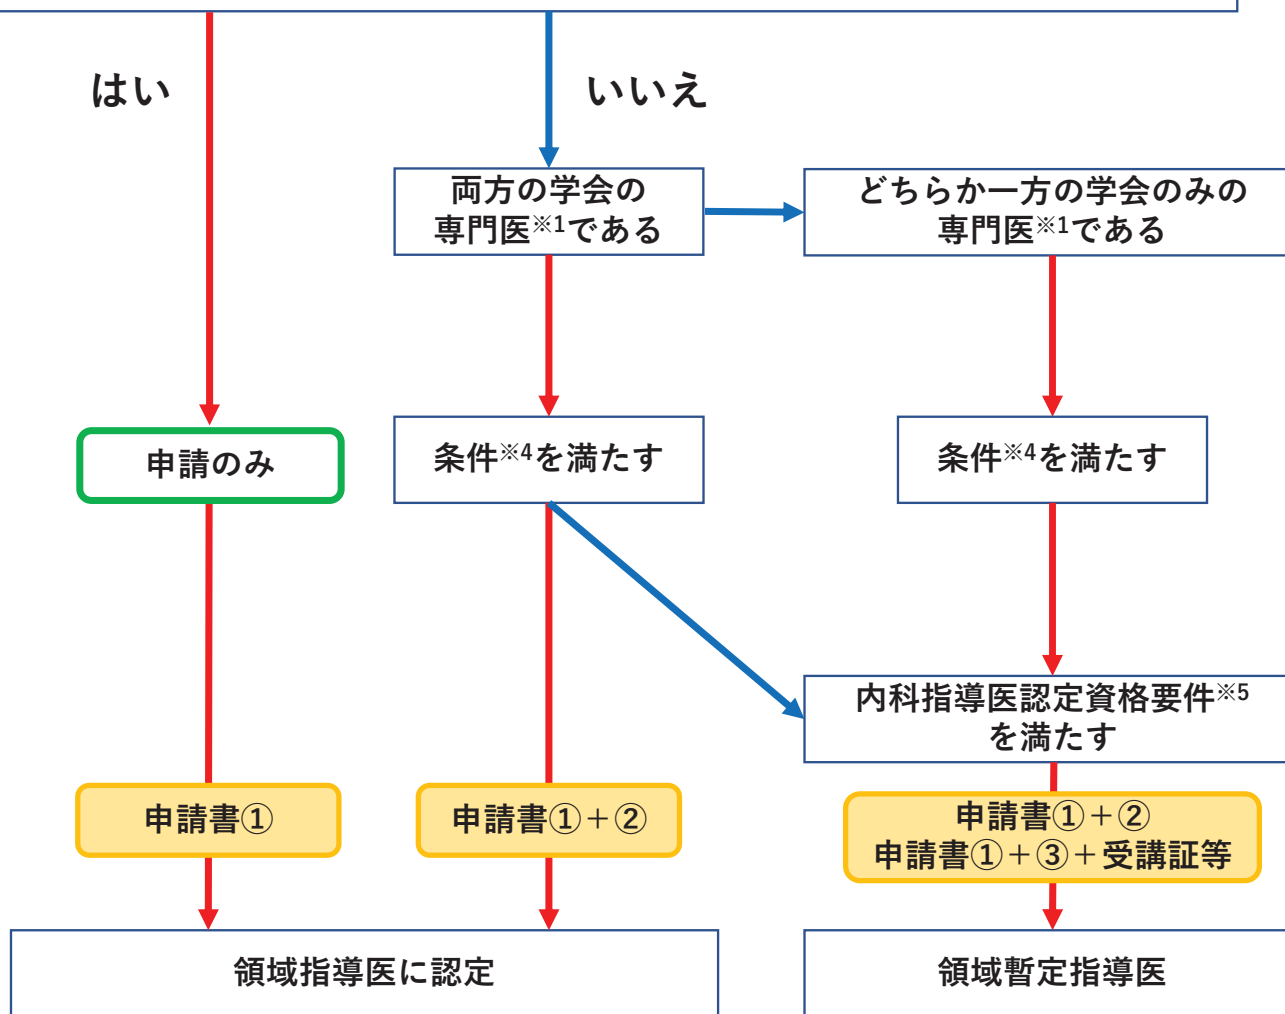 はい
いいえ
両方の学会の
専門医※1である
どちらか一方の学会のみの
専門医※1である
申請のみ
条件※4を満たす
条件※4を満たす
内科指導医認定資格要件※5
を満たす
申請書①
申請書①＋②
申請書①＋②
申請書①＋③＋受講証等
領域指導医に認定
領域暫定指導医